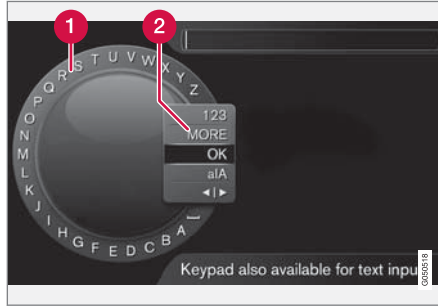 1
2
A B C D E F G H I J K L M N O P Q R S T U V W X Y Z
123
MORE
OK
a|A
◄|►
Keypad also available for text inpu
G050518